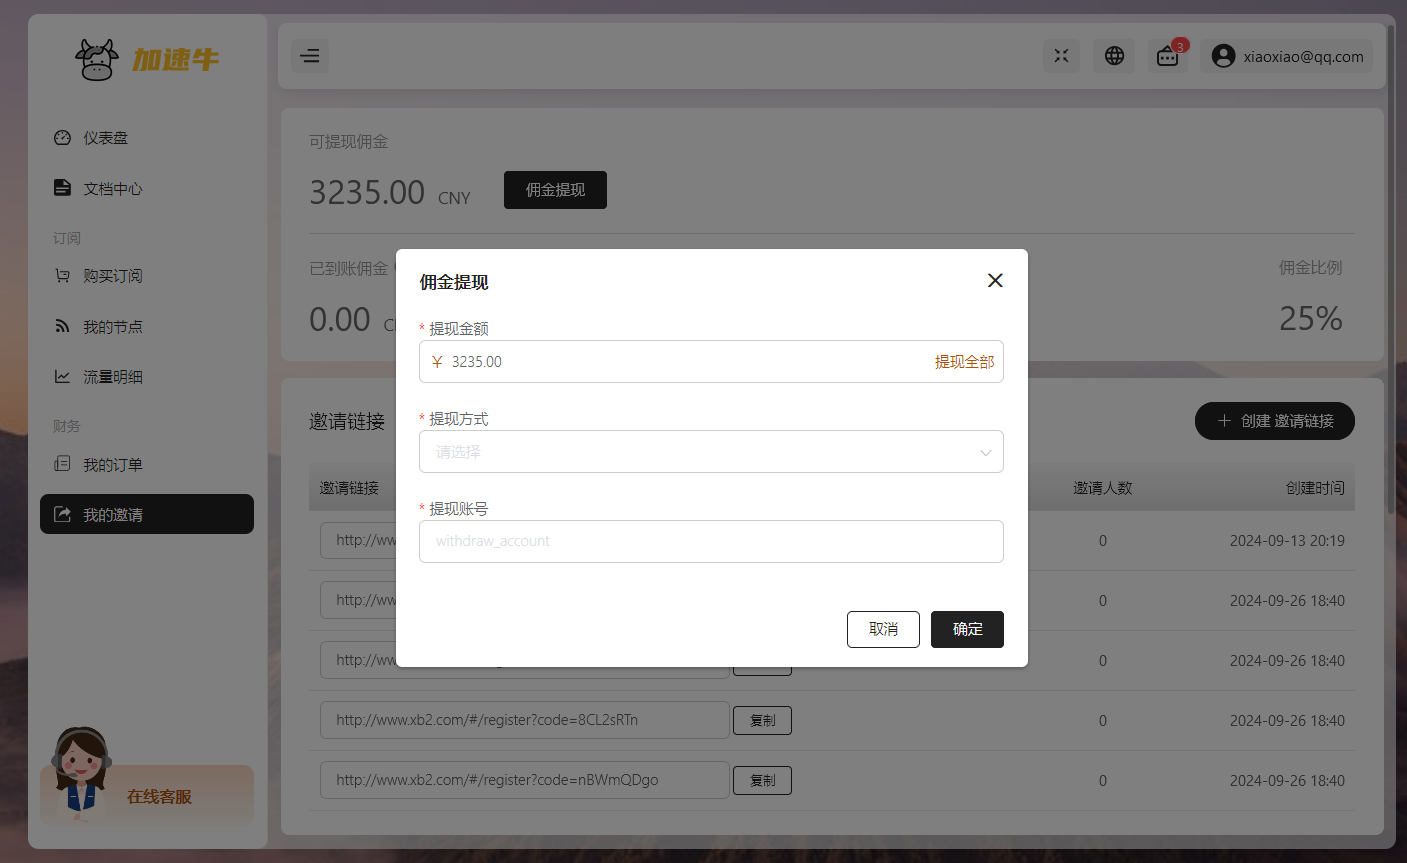 加速牛
3
xiaoxiao@qq.com
仪表盘
文档中心
订阅
购买订阅
我的节点
流量明细
财务
我的订单
我的邀请
在线客服
可提现佣金
3235.00 CNY
佣金提现
已到账佣金
佣金比例
0.00
25%
佣金提现
* 提现金额
¥ 3235.00
提现全部
* 提现方式
请选择
* 提现账号
withdraw_account
取消
确定
邀请链接
创建 邀请链接
邀请链接 邀请人数 创建时间
http://ww 0 2024-09-13 20:19
http://ww 0 2024-09-26 18:40
http://ww 0 2024-09-26 18:40
http://www.xb2.com/#/register?code=8CL2sRTn 复制 0 2024-09-26 18:40
http://www.xb2.com/#/register?code=nBWmQDgo 复制 0 2024-09-26 18:40